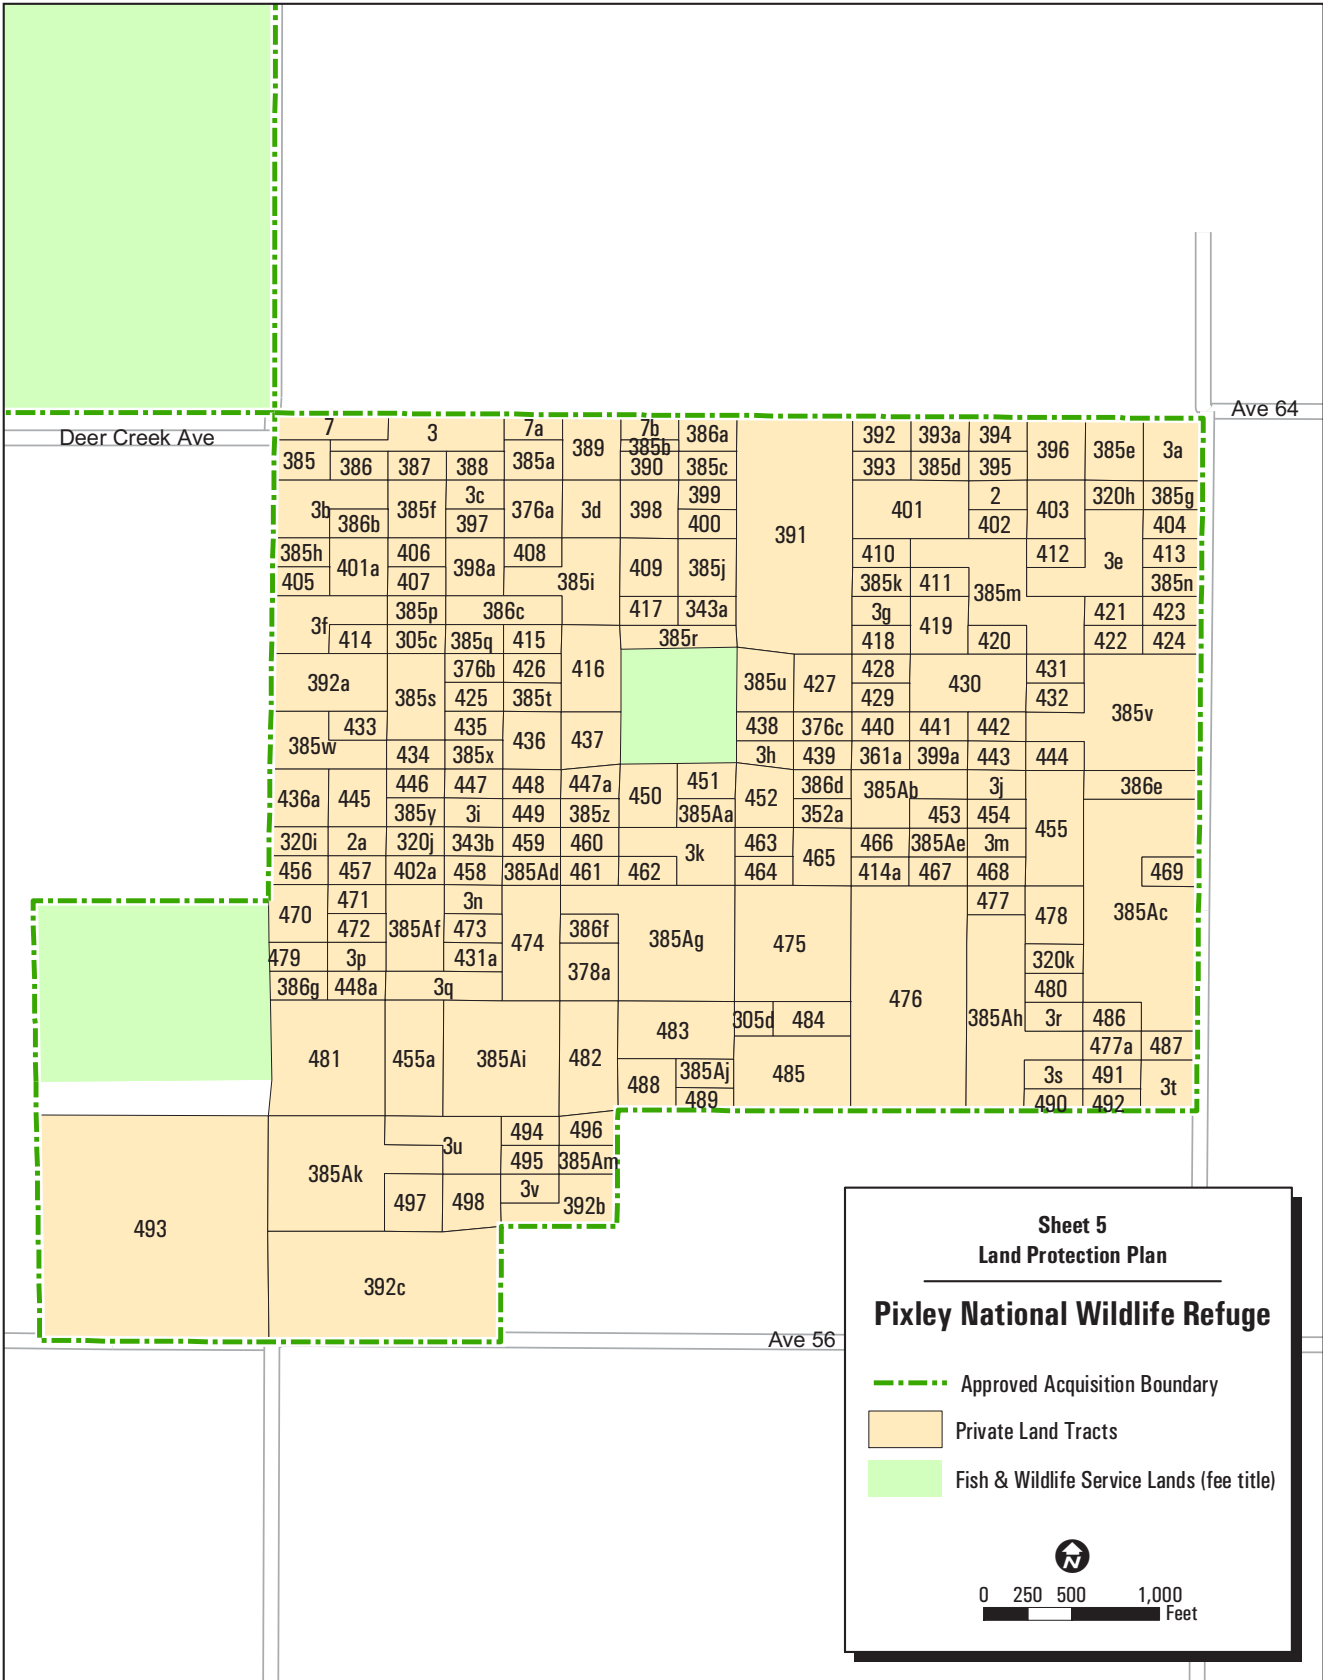 Ave 64
Deer Creek Ave
7 3 7a 389 7b 386a 392 393a 394 396 385e 3a
385 386 387 388 385a 385b 390 385c 393 385d 395
391
3b 386b 385f 3c 397 376a 3d 398 399 400 401 2 402 403 320h 385g
404
385h 401a 406 398a 408 385i 409 385j 410 385m 412 3e 413
405 407 385k 411 385n
3f 385p 386c 417 343a 3g 419 421 423
414 305c 385q 415 385r 418 420 422 424
392a 385s 376b 426 416 385u 427 428 430 431 385v
425 385t 429 432
385w 433 435 436 437 438 376c 440 441 442
434 385x 3h 439 361a 399a 443 444
436a 445 446 447 448 447a 450 451 452 386d 385Ab 3j 455 386e
385y 3i 449 385z 385Aa 352a 453 454
320i 2a 320j 343b 459 460 3k 463 465 466 385Ae 3m
456 457 402a 458 385Ad 461 462 464 414a 467 468 469
470 471 385Af 3n 474 386f 385Ag 475 476 477 478 385Ac
472 473
479 3p 431a 378a 320k
386g 448a 3q 480
481 455a 385Ai 482 483 305d 484 385Ah 3r 486
477a 487
488 385Aj 485 3s 491 3t
489 490 492
385Ak 3u 494 496
495 385Am
493 497 498 3v 392b
392c
Ave 56
Sheet 5
Land Protection Plan
Pixley National Wildlife Refuge
Approved Acquisition Boundary
Private Land Tracts
Fish & Wildlife Service Lands (fee title)
N
0 250 500 1,000
Feet